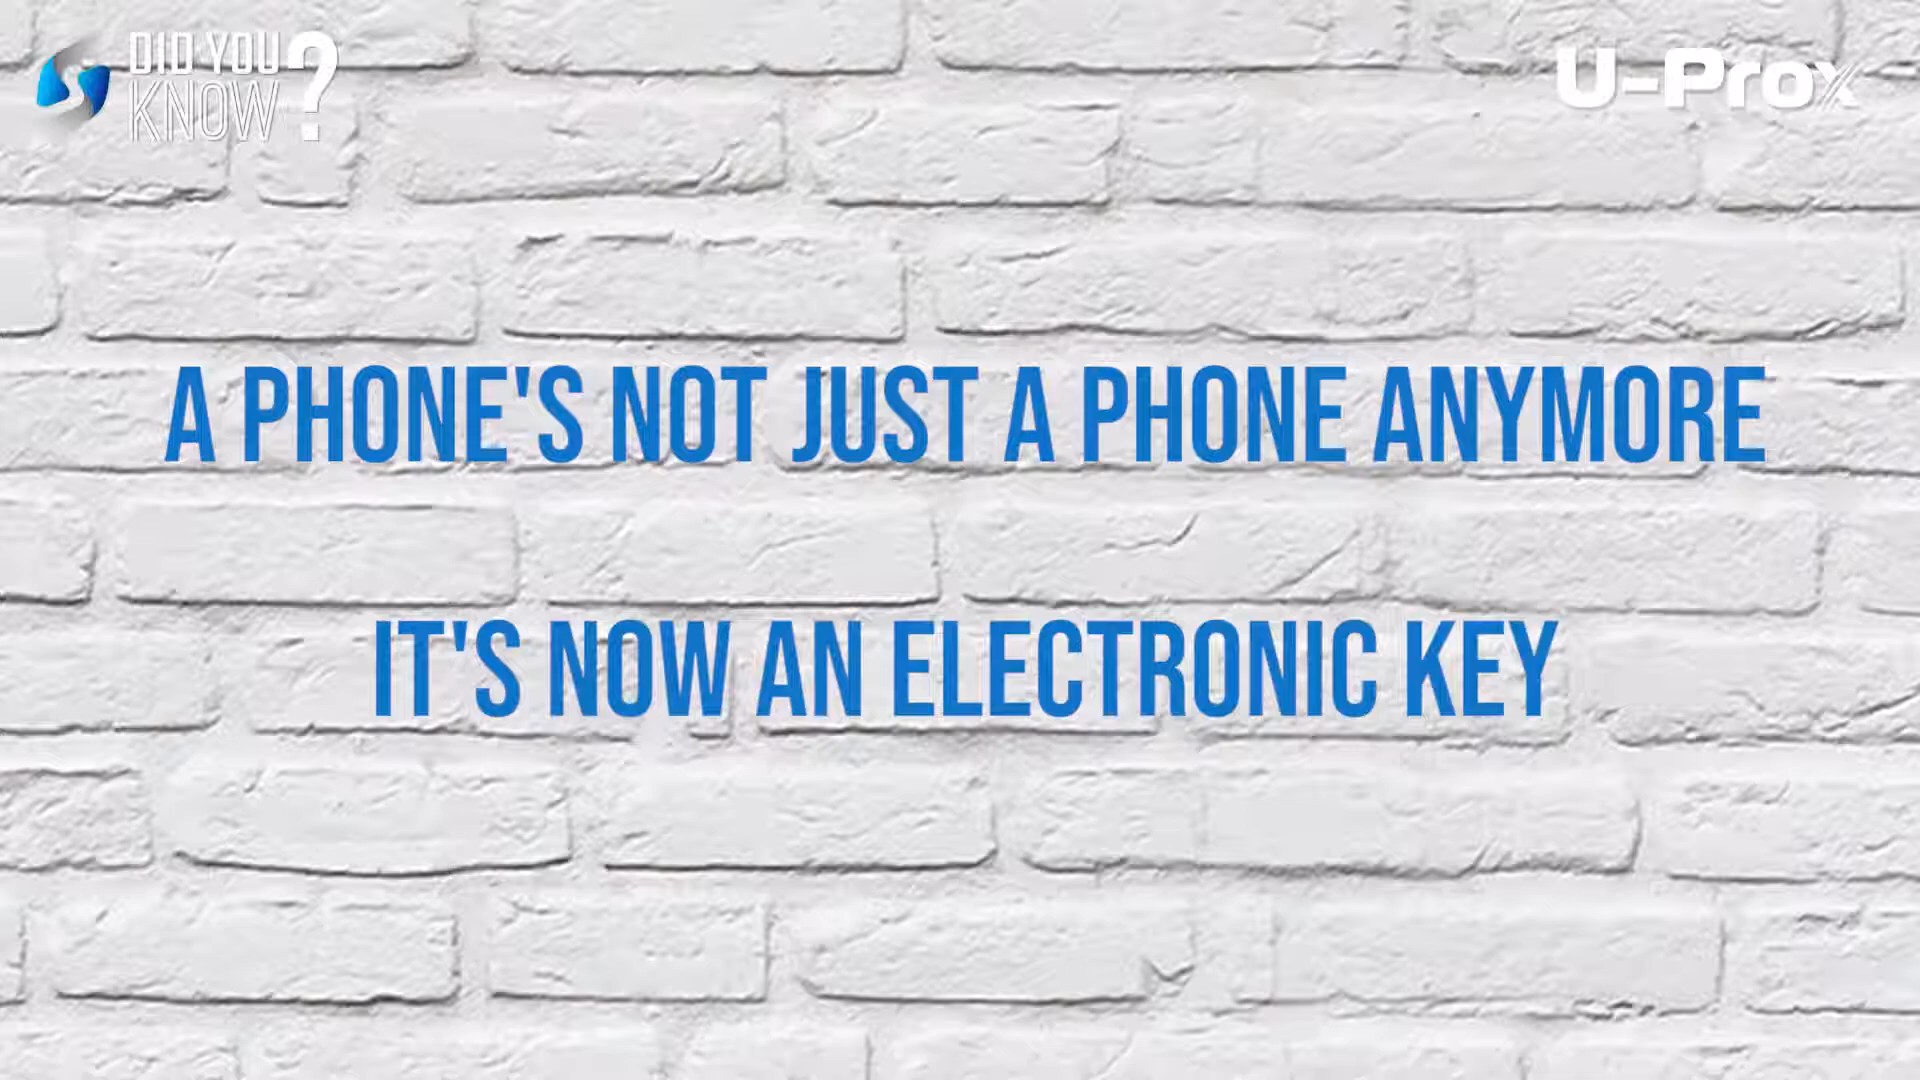 DID YOU
KNOW?
U-Prox
A PHONE'S NOT JUST A PHONE ANYMORE
IT'S NOW AN ELECTRONIC KEY